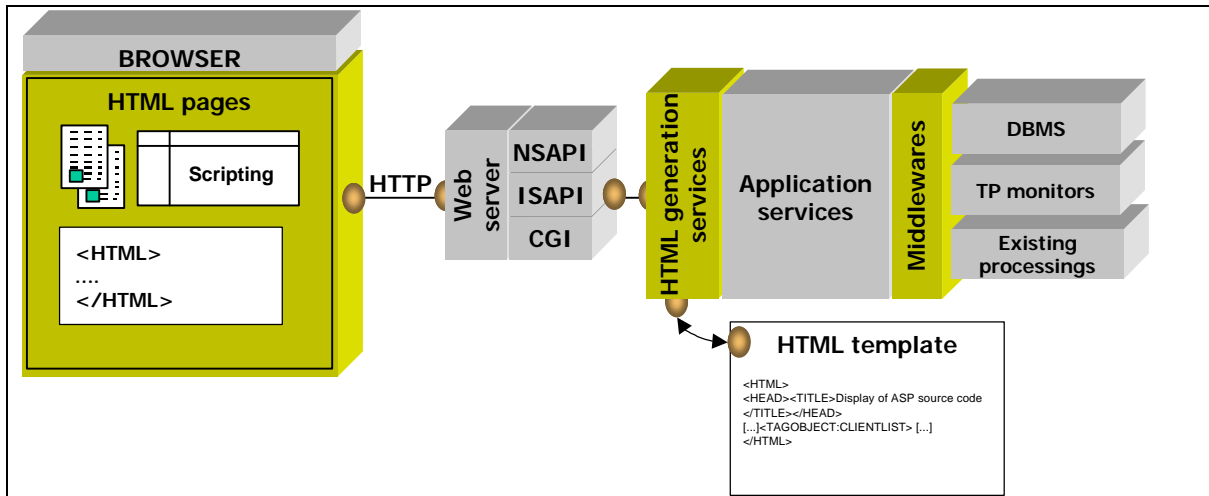 BROWSER
HTML pages
Scripting
<HTML>
....
</HTML>
HTTP
Web
server
NSAPI
ISAPI
CGI
HTML generation
services
Application
services
Middlewares
DBMS
TP monitors
Existing
processings
HTML template
<HTML>
<HEAD><TITLE>Display of ASP source code
</TITLE></HEAD>
[...]<TAGOBJECT:CLIENTLIST> [...]
</HTML>